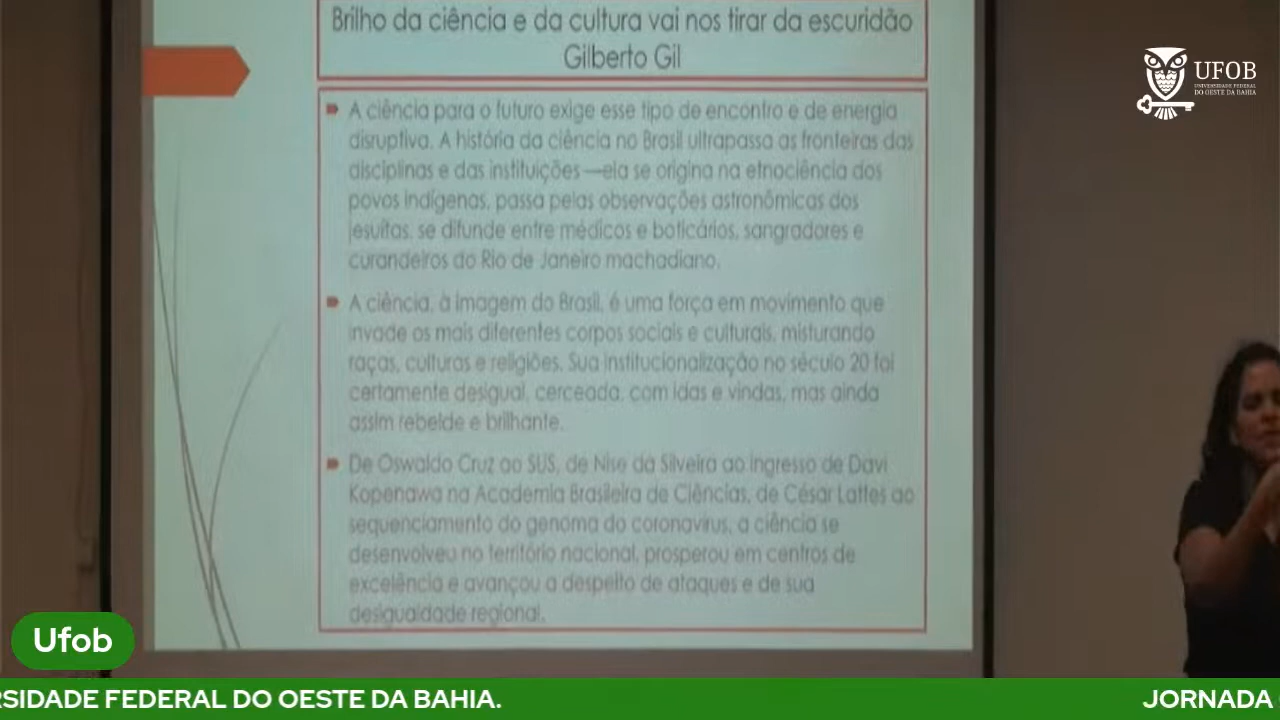 Brilho da ciência e da cultura vai nos tirar da escuridão
Gilberto Gil
A ciência para o futuro exige esse tipo de encontro e de energia
disruptiva. A história da ciência no Brasil ultrapassa as fronteiras das
disciplinas e das instituições —ela se origina na etnociência dos
povos indígenas, passa pelas observações astronômicas dos
jesuítas, se difunde entre médicos e boticários, sangradores e
curandeiros do Rio de Janeiro machadiano.
A ciência, à imagem do Brasil, é uma força em movimento que
invade os mais diferentes corpos sociais e culturais, misturando
raças, culturas e religiões. Sua institucionalização no século 20 foi
certamente desigual, cerceada, com idas e vindas, mas ainda
assim rebelde e brilhante.
De Oswaldo Cruz ao SUS, de Nise da Silveira ao ingresso de Davi
Kopenawa na Academia Brasileira de Ciências, de César Lattes ao
sequenciamento do genoma do coronavírus, a ciência se
desenvolveu no território nacional, prosperou em centros de
excelência e avançou a despeito de ataques e de sua
desigualdade regional.
UFOB
UNIVERSIDADE FEDERAL
DO OESTE DA BAHIA
Ufob
RSIDADE FEDERAL DO OESTE DA BAHIA.
JORNADA